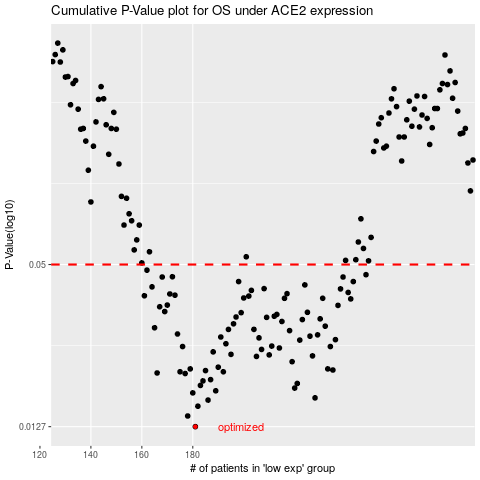 Cumulative P-Value plot for OS under ACE2 expression
P-Value(log10)
0.05
0.0127
optimized
120 140 160 180
# of patients in 'low exp' group